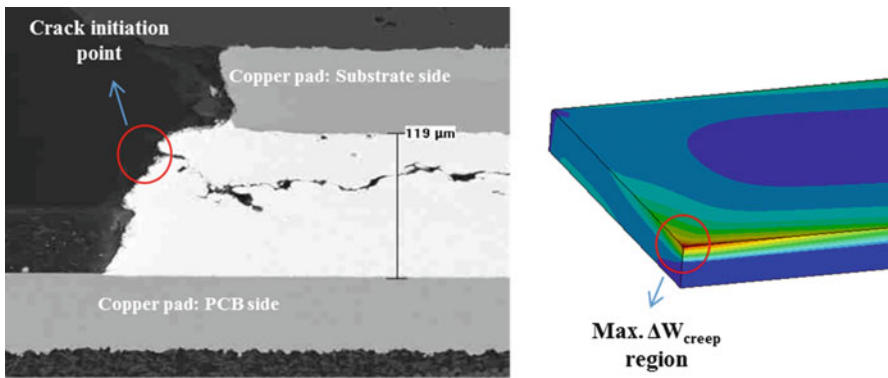 Crack initiation
point
Copper pad: Substrate side
119 µm
Copper pad: PCB side
Max. ΔWcreep
region